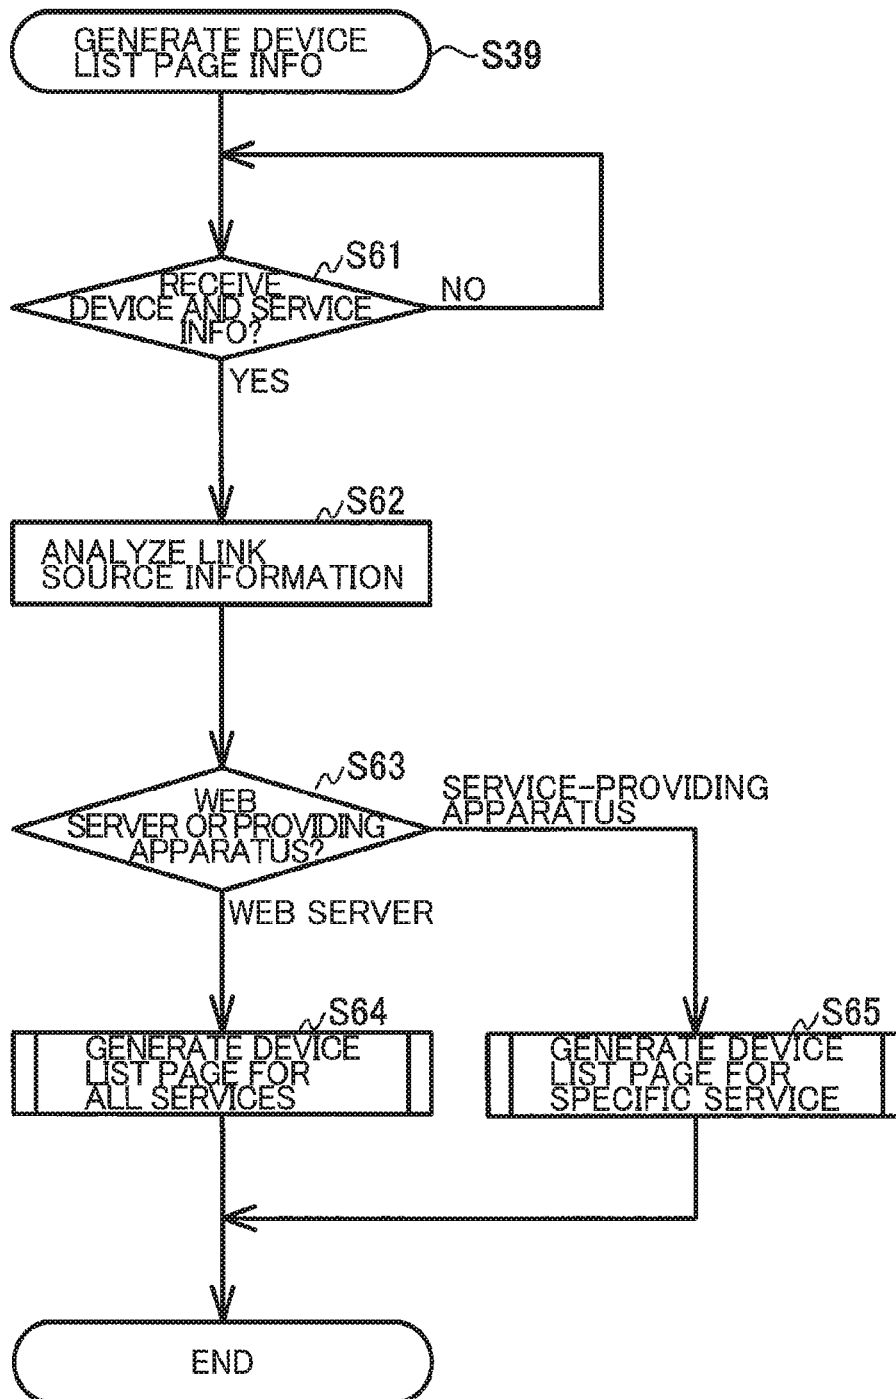 GENERATE DEVICE
LIST PAGE INFO
S39
S61
RECEIVE
DEVICE AND SERVICE
INFO?
NO
YES
S62
ANALYZE LINK
SOURCE INFORMATION
S63
WEB
SERVER OR PROVIDING
APPARATUS?
SERVICE-PROVIDING
APPARATUS
WEB SERVER
S64
GENERATE DEVICE
LIST PAGE FOR
ALL SERVICES
S65
GENERATE DEVICE
LIST PAGE FOR
SPECIFIC SERVICE
END